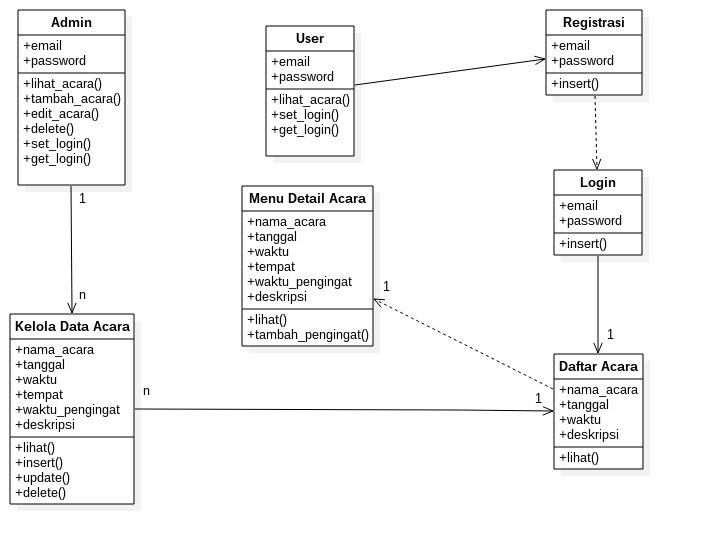 Admin
+email
+password
+lihat_acara()
+tambah_acara()
+edit_acara()
+delete()
+set_login()
+get_login()
User
+email
+password
+lihat_acara()
+set_login()
+get_login()
Registrasi
+email
+password
+insert()
Login
+email
+password
+insert()
Menu Detail Acara
+nama_acara
+tanggal
+waktu
+tempat
+waktu_pengingat
+deskripsi
+lihat()
+tambah_pengingat()
1
n
1
1
Kelola Data Acara
+nama_acara
+tanggal
+waktu
+tempat
+waktu_pengingat
+deskripsi
+lihat()
+insert()
+update()
+delete()
n
1
Daftar Acara
+nama_acara
+tanggal
+waktu
+deskripsi
+lihat()